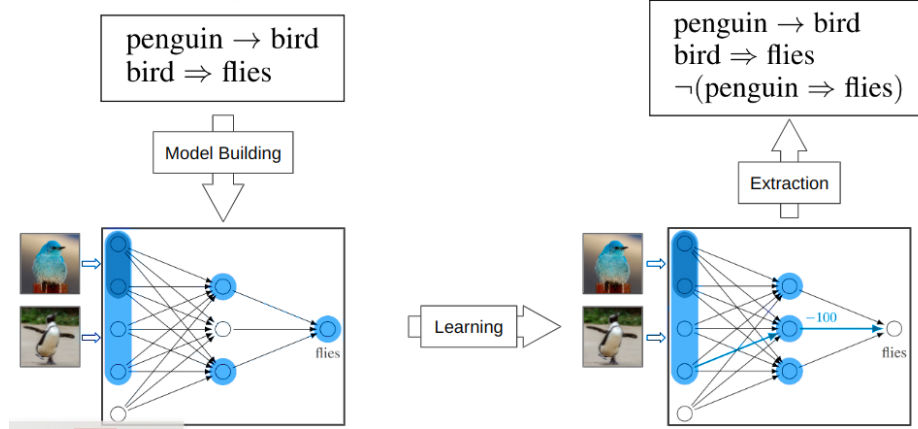 penguin → bird
bird ⇒ flies
Model Building
flies
Learning
penguin → bird
bird ⇒ flies
¬(penguin ⇒ flies)
Extraction
−100
flies